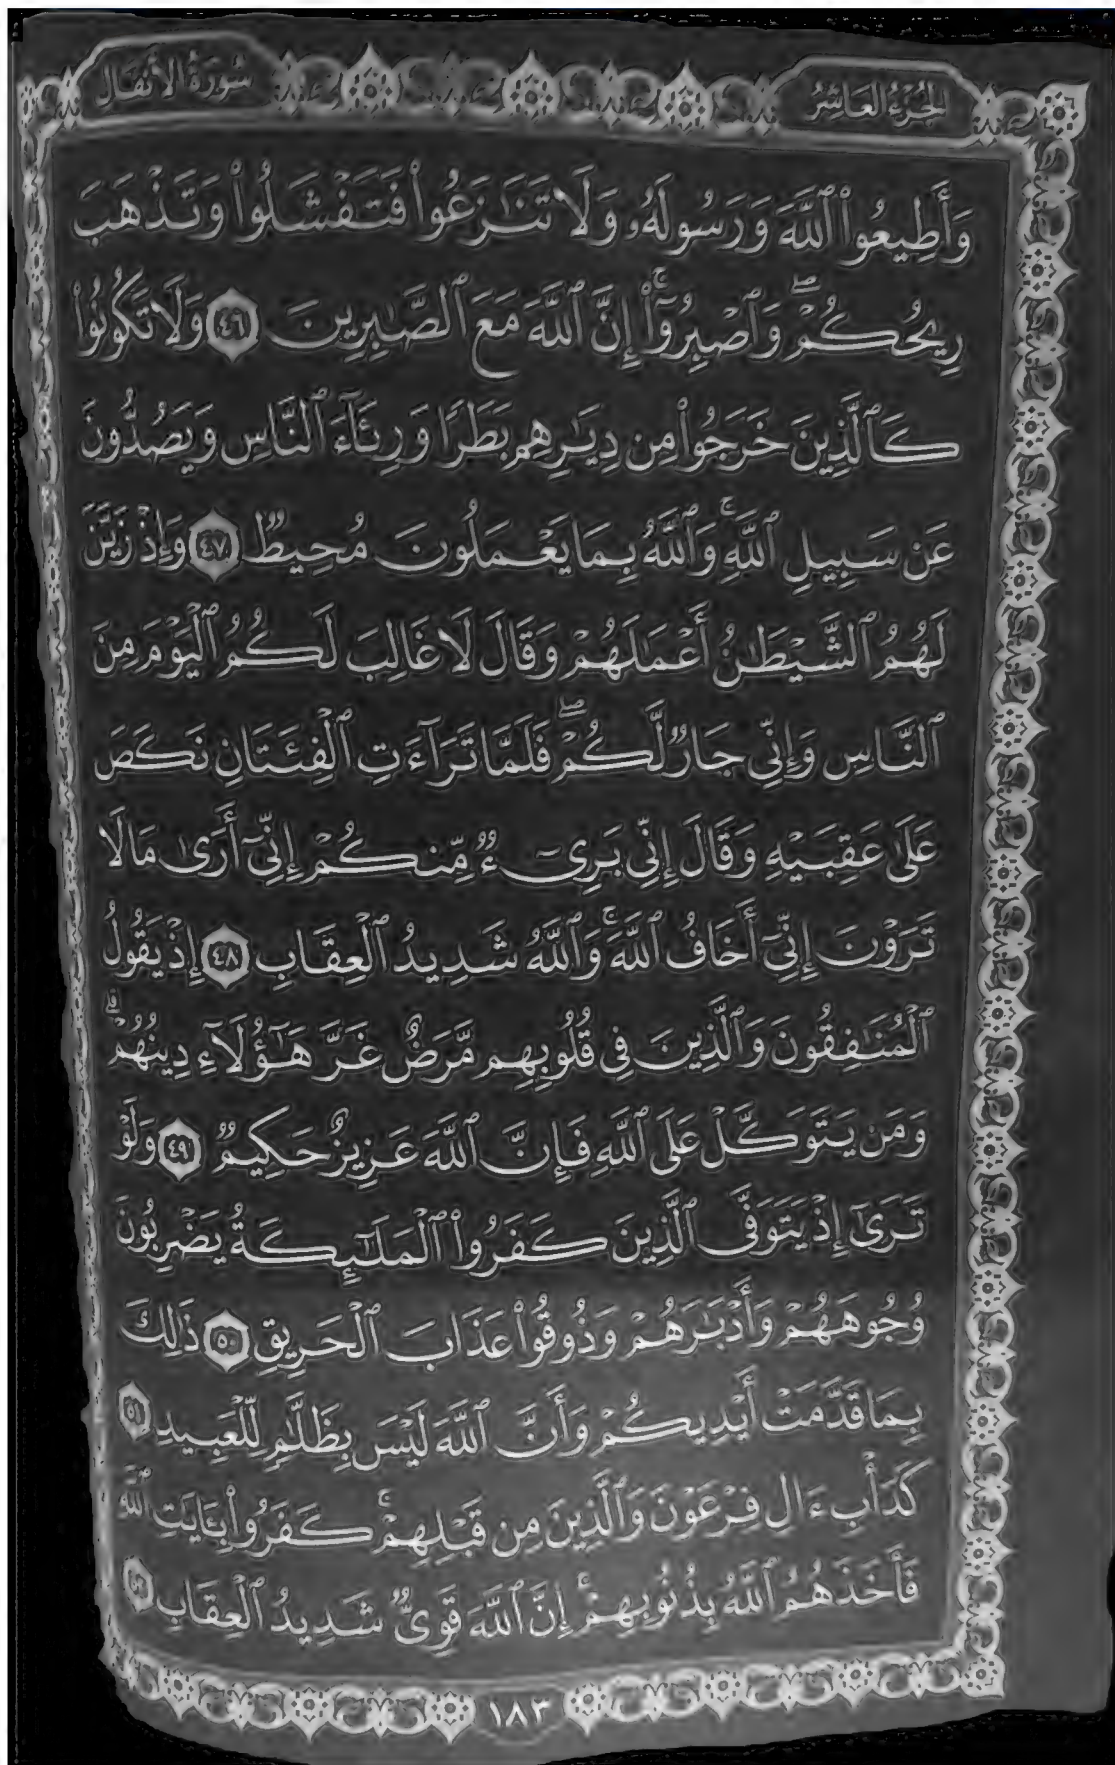 الجُزْءُ العَاشِرُ
سُورَةُ الأَنفَالِ
وَأَطِيعُوا۟ ٱللَّهَ وَرَسُولَهُۥ وَلَا تَنَـٰزَعُوا۟ فَتَفْشَلُوا۟ وَتَذْهَبَ
رِيحُكُمْ ۖ وَٱصْبِرُوٓا۟ ۚ إِنَّ ٱللَّهَ مَعَ ٱلصَّـٰبِرِينَ ٤٦ وَلَا تَكُونُوا۟
كَٱلَّذِينَ خَرَجُوا۟ مِن دِيَـٰرِهِم بَطَرًا وَرِئَآءَ ٱلنَّاسِ وَيَصُدُّونَ
عَن سَبِيلِ ٱللَّهِ ۚ وَٱللَّهُ بِمَا يَعْمَلُونَ مُحِيطٌ ٤٧ وَإِذْ زَيَّنَ
لَهُمُ ٱلشَّيْطَـٰنُ أَعْمَـٰلَهُمْ وَقَالَ لَا غَالِبَ لَكُمُ ٱلْيَوْمَ مِنَ
ٱلنَّاسِ وَإِنِّى جَارٌ لَّكُمْ ۖ فَلَمَّا تَرَآءَتِ ٱلْفِئَتَانِ نَكَصَ
عَلَىٰ عَقِبَيْهِ وَقَالَ إِنِّى بَرِىٓءٌ مِّنكُمْ إِنِّىٓ أَرَىٰ مَا لَا
تَرَوْنَ إِنِّىٓ أَخَافُ ٱللَّهَ ۚ وَٱللَّهُ شَدِيدُ ٱلْعِقَابِ ٤٨ إِذْ يَقُولُ
ٱلْمُنَـٰفِقُونَ وَٱلَّذِينَ فِى قُلُوبِهِم مَّرَضٌ غَرَّ هَـٰٓؤُلَآءِ دِينُهُمْ ۗ
وَمَن يَتَوَكَّلْ عَلَى ٱللَّهِ فَإِنَّ ٱللَّهَ عَزِيزٌ حَكِيمٌ ٤٩ وَلَوْ
تَرَىٰٓ إِذْ يَتَوَفَّى ٱلَّذِينَ كَفَرُوا۟ ٱلْمَلَـٰٓئِكَةُ يَضْرِبُونَ
وُجُوهَهُمْ وَأَدْبَـٰرَهُمْ وَذُوقُوا۟ عَذَابَ ٱلْحَرِيقِ ٥٠ ذَٰلِكَ
بِمَا قَدَّمَتْ أَيْدِيكُمْ وَأَنَّ ٱللَّهَ لَيْسَ بِظَلَّـٰمٍ لِّلْعَبِيدِ ٥١
كَدَأْبِ ءَالِ فِرْعَوْنَ وَٱلَّذِينَ مِن قَبْلِهِمْ ۚ كَفَرُوا۟ بِـَٔايَـٰتِ ٱللَّهِ
فَأَخَذَهُمُ ٱللَّهُ بِذُنُوبِهِمْ ۗ إِنَّ ٱللَّهَ قَوِىٌّ شَدِيدُ ٱلْعِقَابِ ٥٢
١٨٣